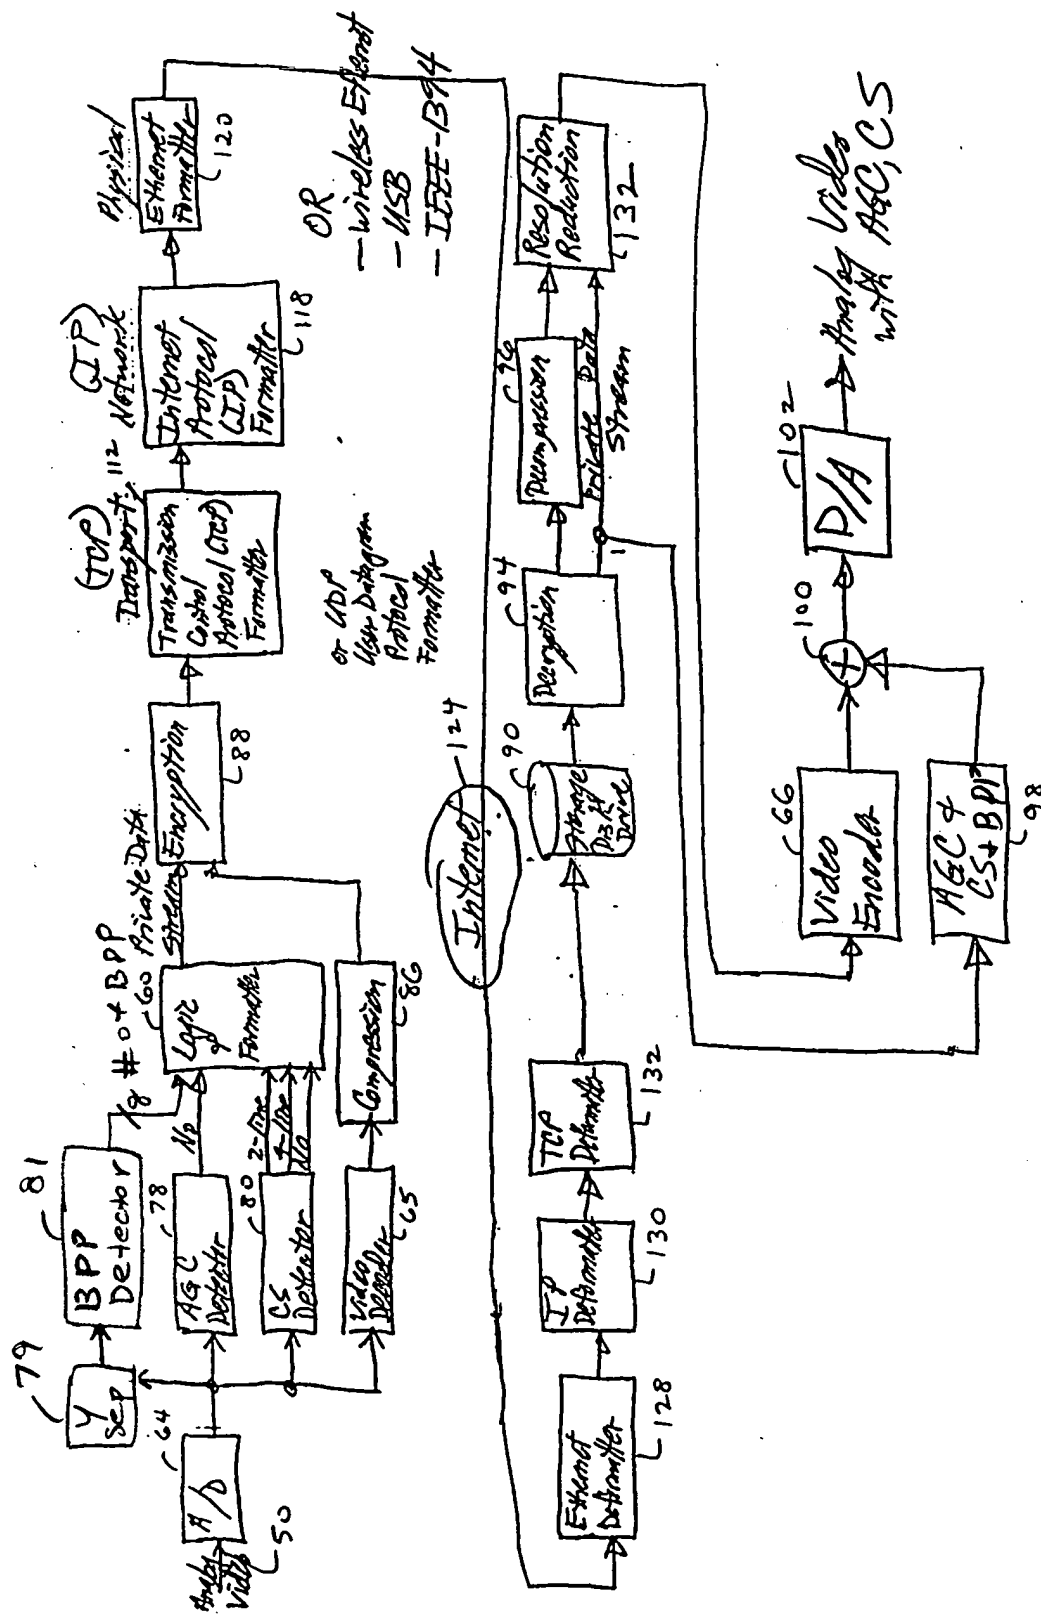 Analog
Video
50
A/D
64
Y
Sep
79
BPP
Detector
81
AGC
Detector
78
CS
Detector
80
Video
Decoder
65
/8 # of BPP
No
2-line
4-line
No
Logic
&
Formatter
60
Compression
86
Private Data
Stream
Encryption
88
(TCP)
Transport
112
Transmission
Control
Protocol (TCP)
Formatter
or UDP
User Datagram
Protocol
Formatter
(IP)
Network
Internet
Protocol
(IP)
Formatter
118
Physical
Ethernet
Formatter
120
OR
- Wireless Ethernet
- USB
- IEEE-1394
Internet
124
Ethernet
Deformatter
128
IP
Deformatter
130
TCP
Deformatter
132
Storage
Disk
Drive
90
Decryption
94
Decompression
96
Private Data
Stream
1
Resolution
Reduction
132
Video
Encoder
66
AGC &
CS & BPP
98
+
100
D/A
102
Analog Video
with AGC, CS